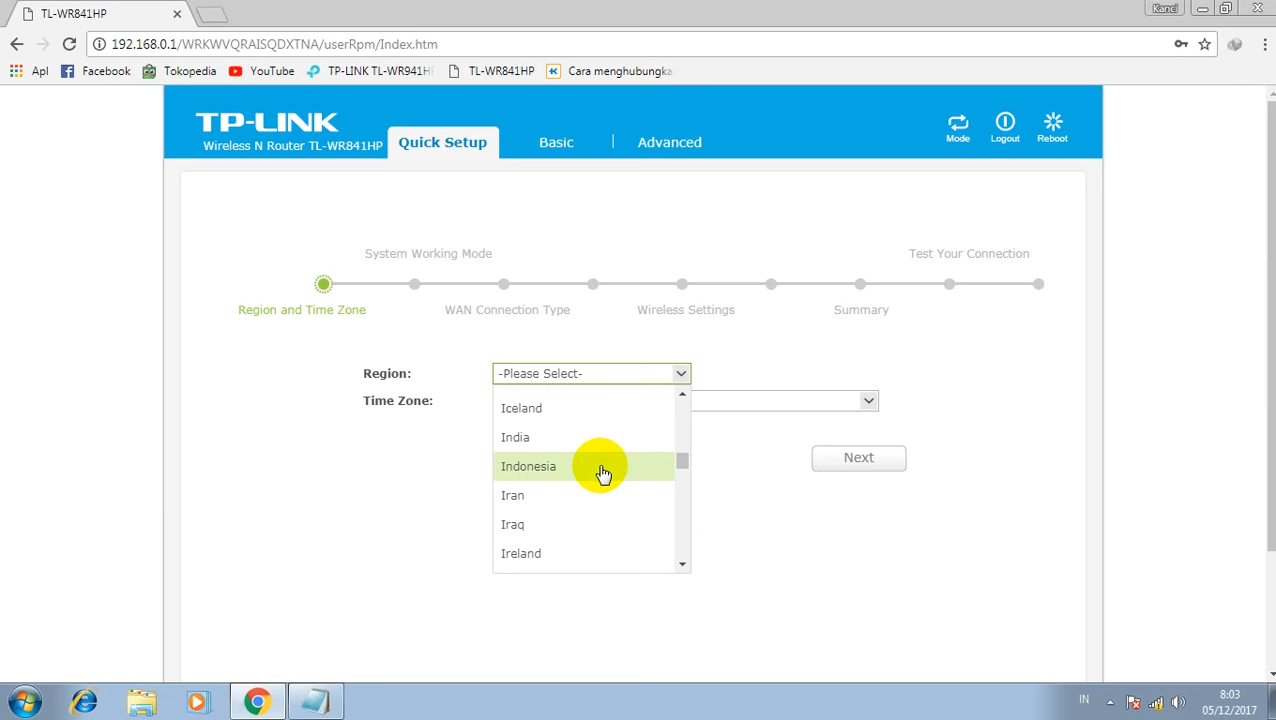 TL-WR841HP
Kanci
192.168.0.1/WRKWVQRAISQDXTNA/userRpm/Index.htm
Apl
Facebook
Tokopedia
YouTube
TP-LINK TL-WR941H
TL-WR841HP
Cara menghubungka
TP-LINK
Wireless N Router TL-WR841HP
Quick Setup
Basic
Advanced
Mode
Logout
Reboot
System Working Mode
Test Your Connection
Region and Time Zone
WAN Connection Type
Wireless Settings
Summary
Region:
-Please Select-
Time Zone:
Iceland
India
Indonesia
Iran
Iraq
Ireland
Next
IN
8:03
05/12/2017